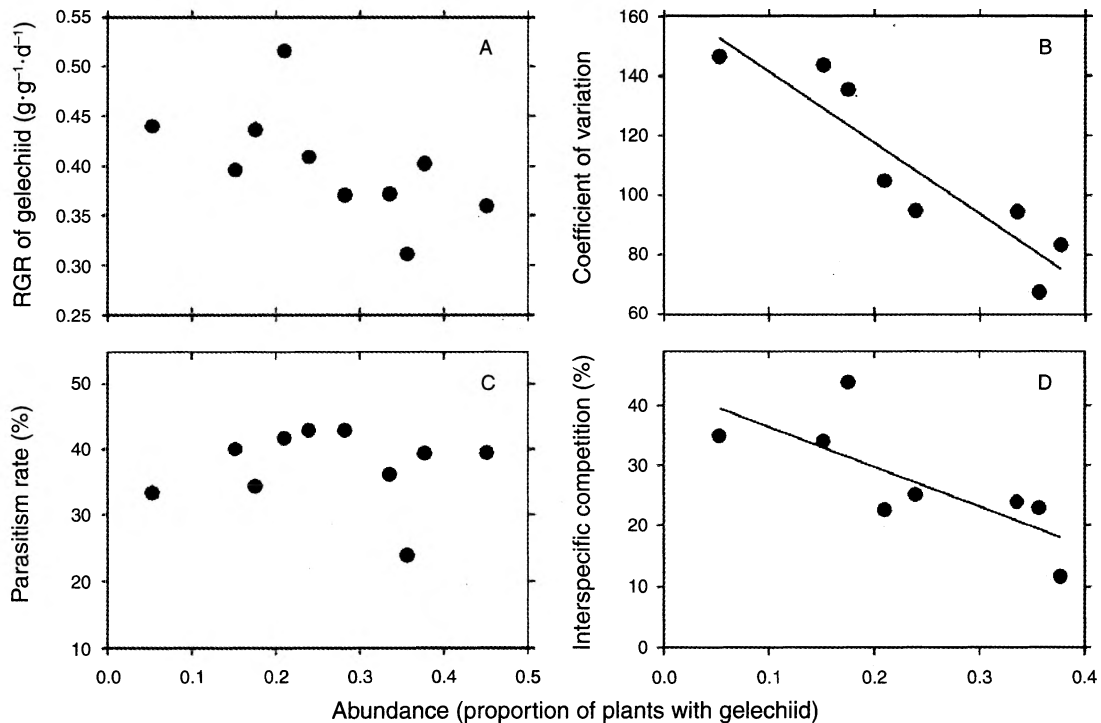 RGR of gelechiid (g·g⁻¹·d⁻¹)
0.55
0.50
0.45
0.40
0.35
0.30
0.25
A
Coefficient of variation
160
140
120
100
80
60
B
Parasitism rate (%)
50
40
30
20
10
C
0.0 0.1 0.2 0.3 0.4 0.5
Interspecific competition (%)
40
30
20
10
0
D
0.0 0.1 0.2 0.3 0.4
Abundance (proportion of plants with gelechiid)